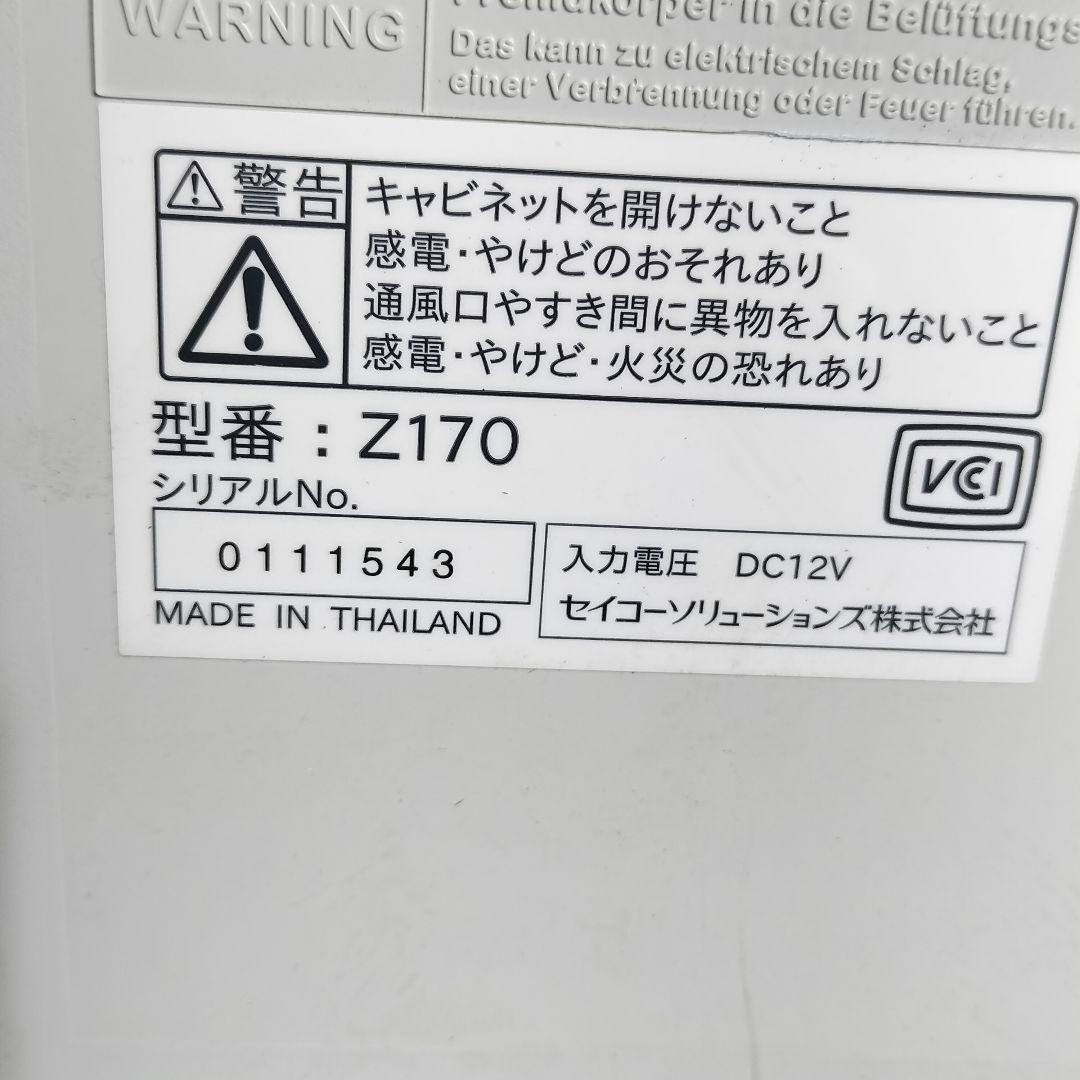 WARNING
Fremdkörper in die Belüftungs
Das kann zu elektrischem Schlag,
einer Verbrennung oder Feuer führen.
警告
キャビネットを開けないこと
感電・やけどのおそれあり
通風口やすき間に異物を入れないこと
感電・やけど・火災の恐れあり
型番：Z170
VCCI
シリアルNo.
0111543
入力電圧 DC12V
セイコーソリューションズ株式会社
MADE IN THAILAND